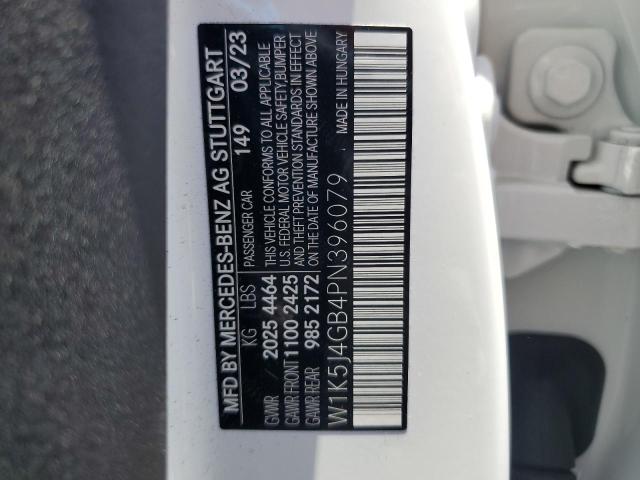 MFD BY MERCEDES-BENZ AG STUTTGART
PASSENGER CAR 149 03/23
KG LBS
GVWR 2025 4464
GAWR FRONT 1100 2425
GAWR REAR 985 2172
THIS VEHICLE CONFORMS TO ALL APPLICABLE
U.S. FEDERAL MOTOR VEHICLE SAFETY,BUMPER
AND THEFT PREVENTION STANDARDS IN EFFECT
ON THE DATE OF MANUFACTURE SHOWN ABOVE
W1K5J4GB4PN396079 MADE IN HUNGARY